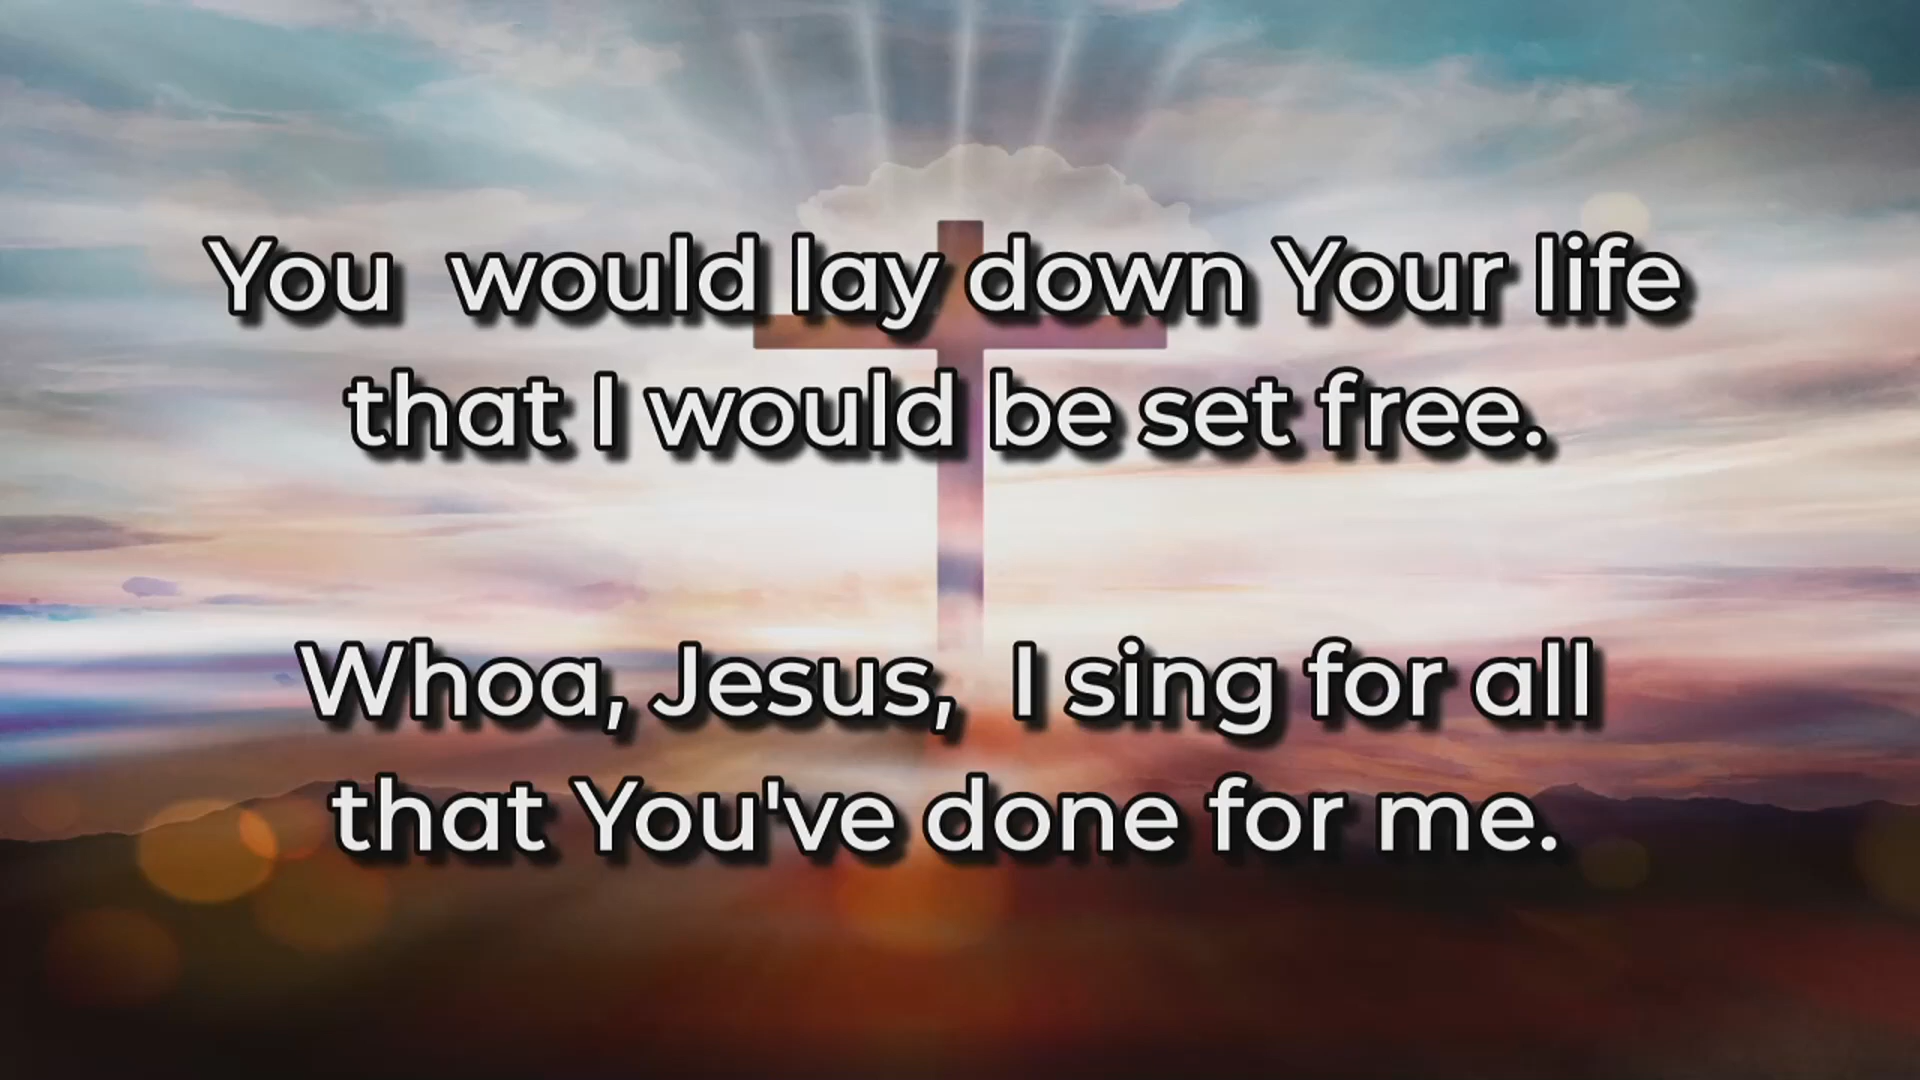 You  would lay down Your life
that I would be set free.
Whoa, Jesus,  I sing for all
that You've done for me.